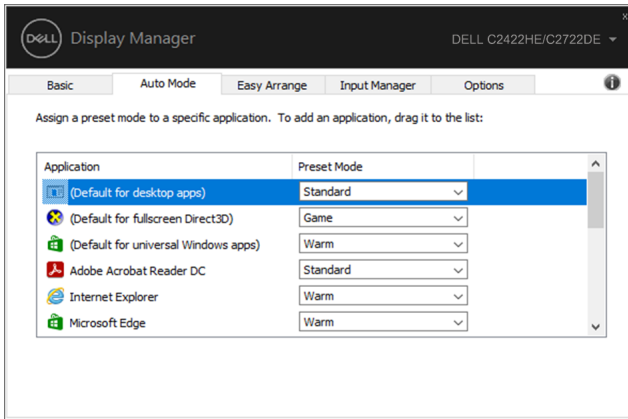 DELL Display Manager DELL C2422HE/C2722DE
x
Basic Auto Mode Easy Arrange Input Manager Options
Assign a preset mode to a specific application. To add an application, drag it to the list:
Application Preset Mode
(Default for desktop apps) Standard
(Default for fullscreen Direct3D) Game
(Default for universal Windows apps) Warm
Adobe Acrobat Reader DC Standard
Internet Explorer Warm
Microsoft Edge Warm